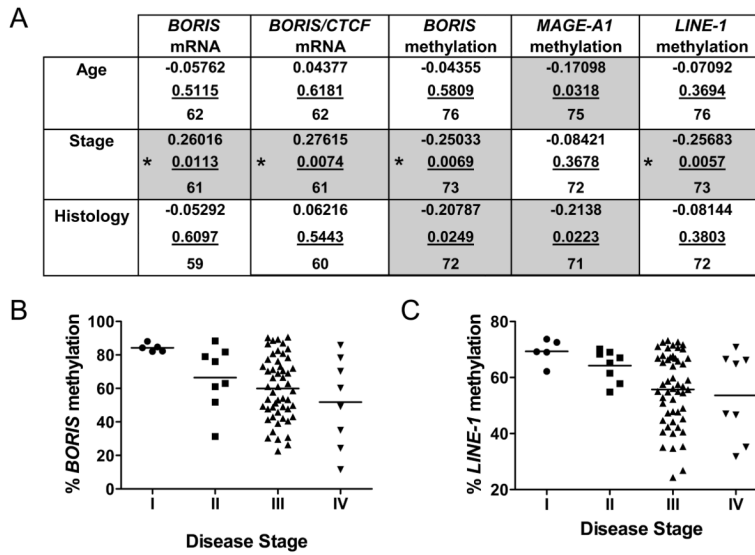 A
BORIS mRNA BORIS/CTCF mRNA BORIS methylation MAGE-A1 methylation LINE-1 methylation
Age -0.05762 0.04377 -0.04355 -0.17098 -0.07092
0.5115 0.6181 0.5809 0.0318 0.3694
62 62 76 75 76
Stage 0.26016 0.27615 -0.25033 -0.08421 -0.25683
* 0.0113 * 0.0074 * 0.0069 0.3678 * 0.0057
61 61 73 72 73
Histology -0.05292 0.06216 -0.20787 -0.2138 -0.08144
0.6097 0.5443 0.0249 0.0223 0.3803
59 60 72 71 72
B
% BORIS methylation
100
80
60
40
20
0
I II III IV
Disease Stage
C
% LINE-1 methylation
80
60
40
20
I II III IV
Disease Stage